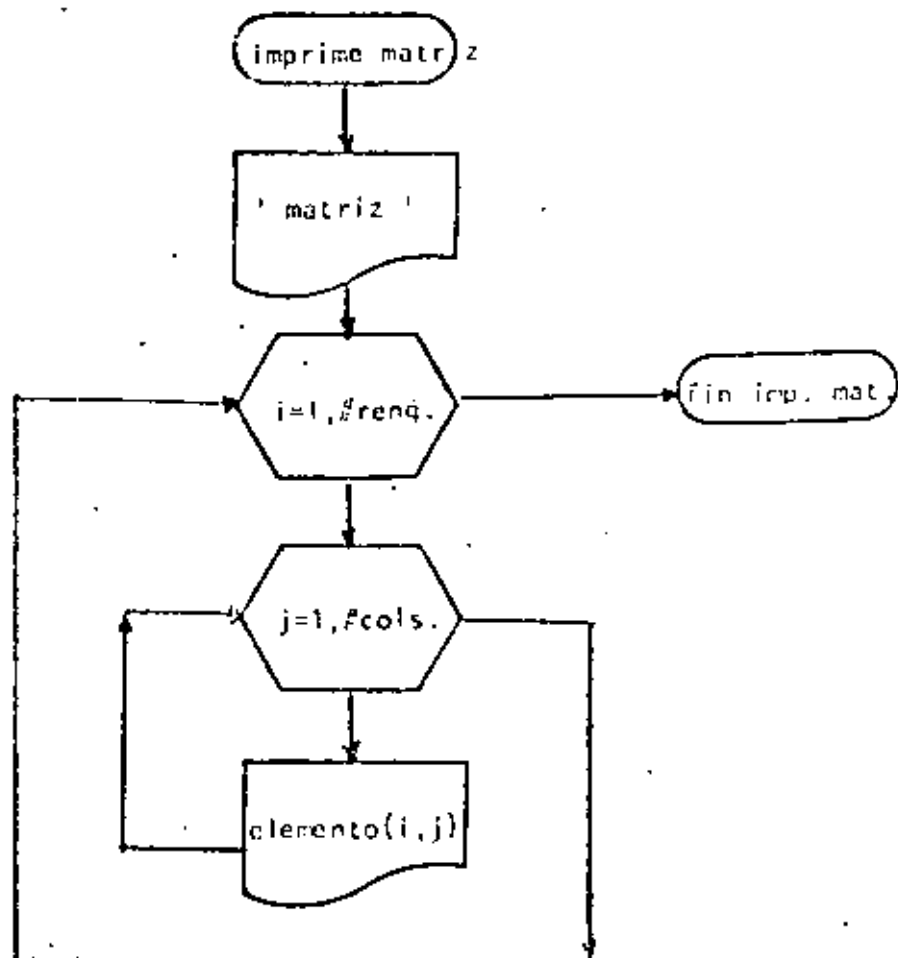 imprime matriz
' matriz '
i=1,#renq.
fin imp. mat.
j=1,#cols.
elemento(i,j)